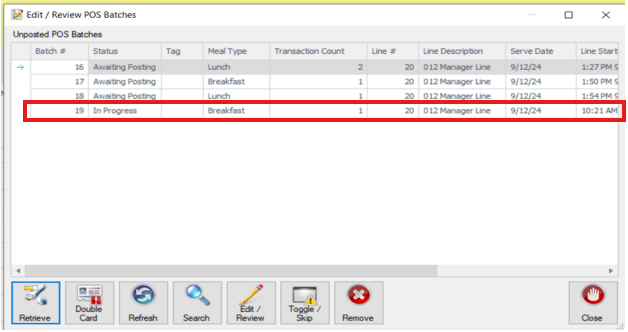 Edit / Review POS Batches
Unposted POS Batches
Batch # Status Tag Meal Type Transaction Count Line # Line Description Serve Date Line Start
16 Awaiting Posting Lunch 2 20 012 Manager Line 9/12/24 1:27 PM 9
17 Awaiting Posting Breakfast 1 20 012 Manager Line 9/12/24 1:50 PM 9
18 Awaiting Posting Lunch 1 20 012 Manager Line 9/12/24 1:54 PM 9
19 In Progress Breakfast 1 20 012 Manager Line 9/12/24 10:21 AM
Retrieve Double Card Refresh Search Edit / Review Toggle / Skip Remove Close